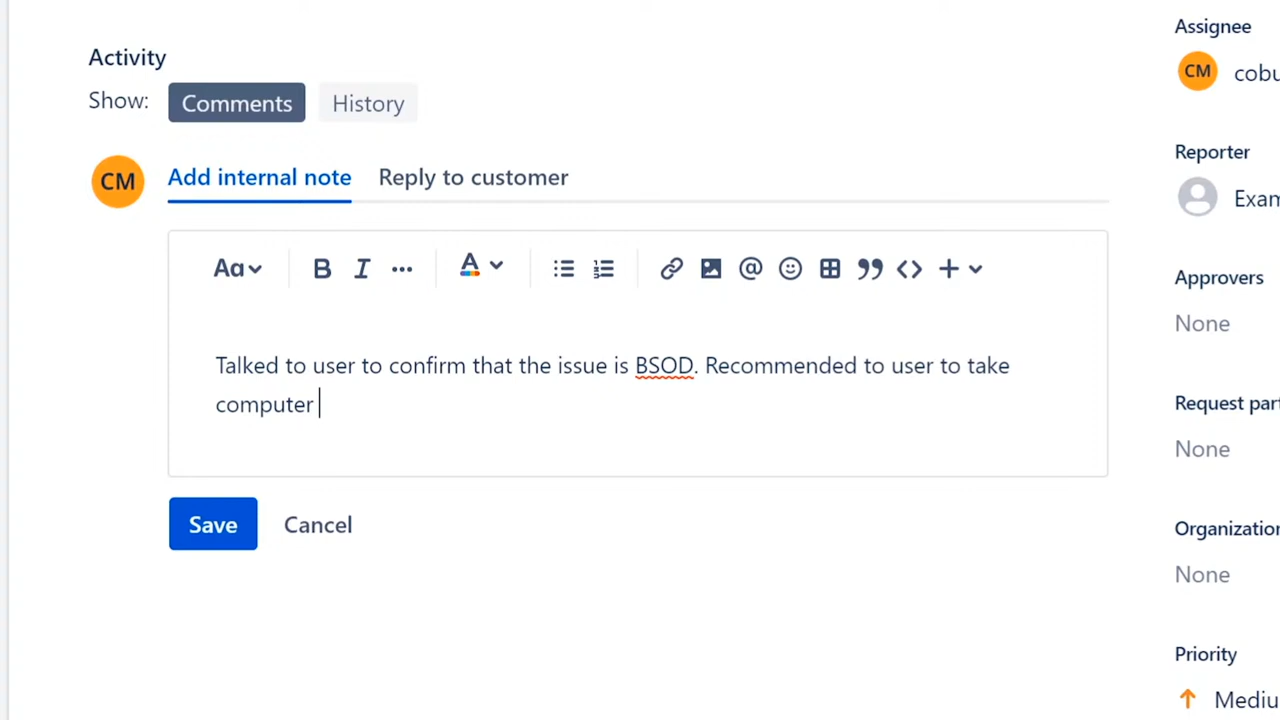 Activity
Show: Comments History
CM Add internal note Reply to customer
Aa B I ... A
Talked to user to confirm that the issue is BSOD. Recommended to user to take
computer
Save Cancel
Assignee
CM cobu
Reporter
Exam
Approvers
None
Request part
None
Organization
None
Priority
Mediu